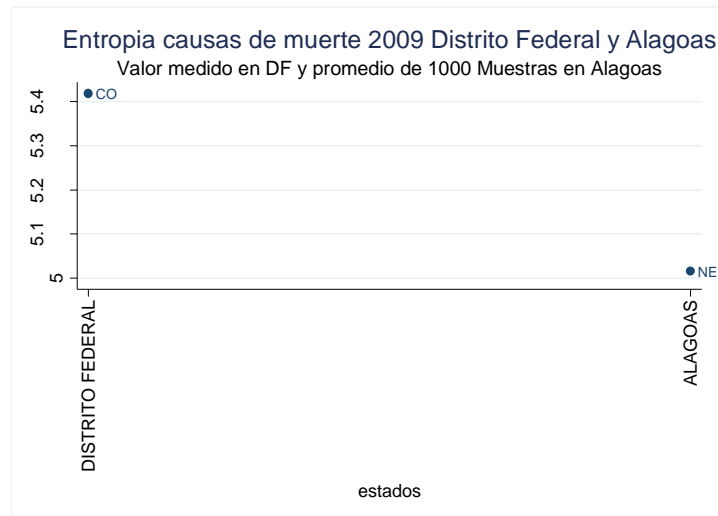 Entropia causas de muerte 2009 Distrito Federal y Alagoas
Valor medido en DF y promedio de 1000 Muestras en Alagoas
5.4
5.3
5.2
5.1
5
CO
NE
DISTRITO FEDERAL
ALAGOAS
estados